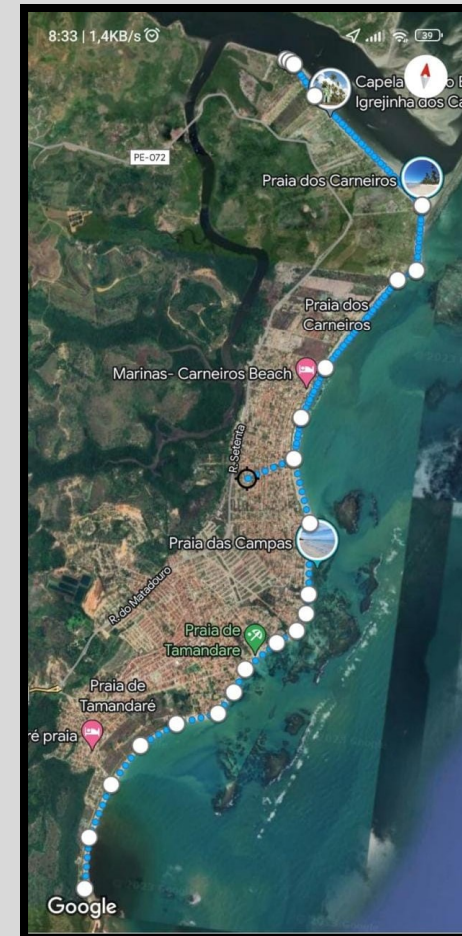 8:33 | 1,4KB/s
39
Capela
Igrejinha dos Ca
PE-072
Praia dos Carneiros
Praia dos
Carneiros
Marinas- Carneiros Beach
R. Setenta
Praia das Campas
R. do Matadouro
Praia de
Tamandare
Praia de
Tamandaré
ré praia
Google